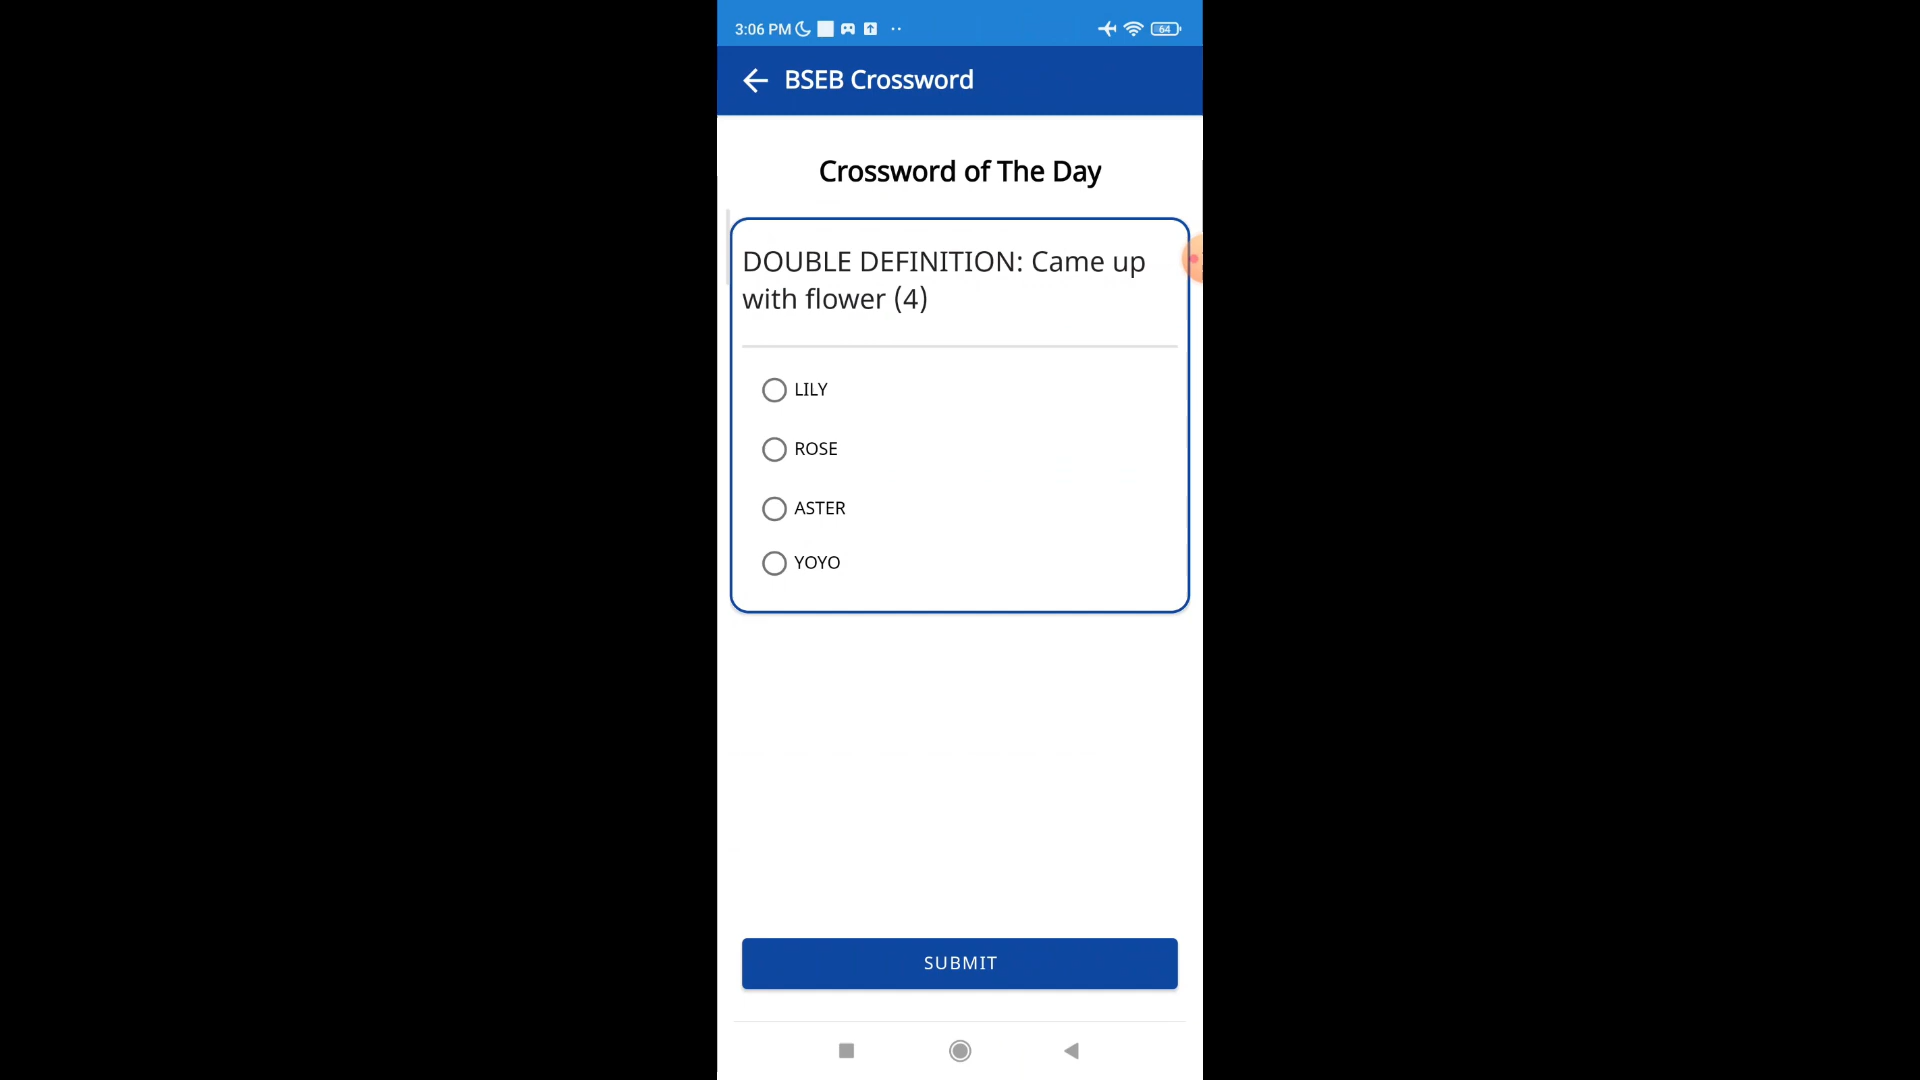 3:06 PM
64
BSEB Crossword
Crossword of The Day
DOUBLE DEFINITION: Came up
with flower (4)
LILY
ROSE
ASTER
YOYO
SUBMIT